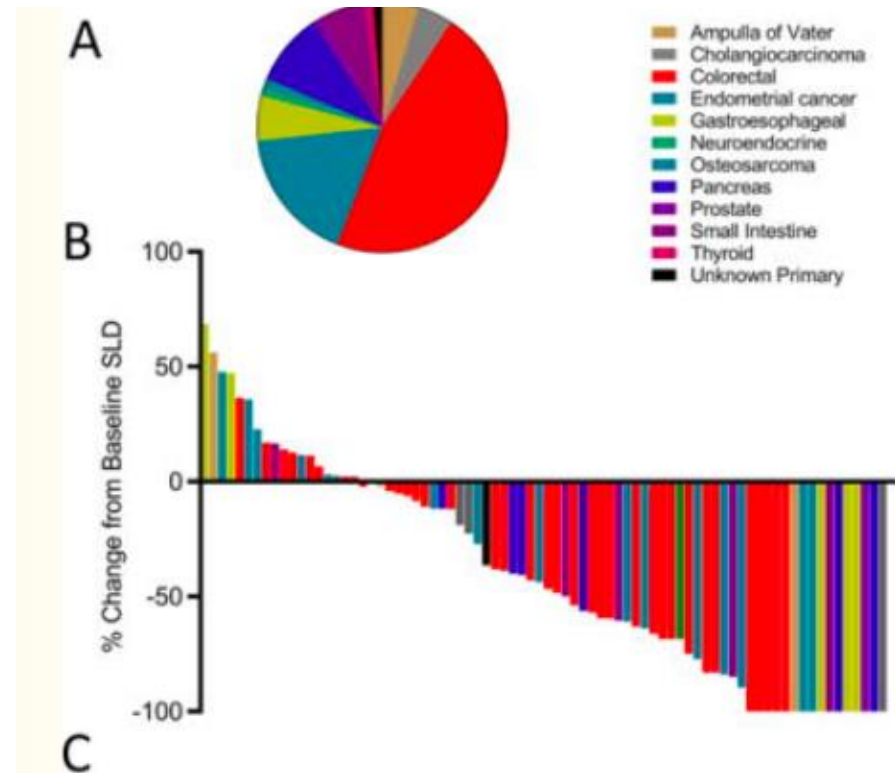 A
Ampulla of Vater
Cholangiocarcinoma
Colorectal
Endometrial cancer
Gastroesophageal
Neuroendocrine
Osteosarcoma
Pancreas
Prostate
Small Intestine
Thyroid
Unknown Primary
B
% Change from Baseline SLD
100
50
0
-50
-100
C